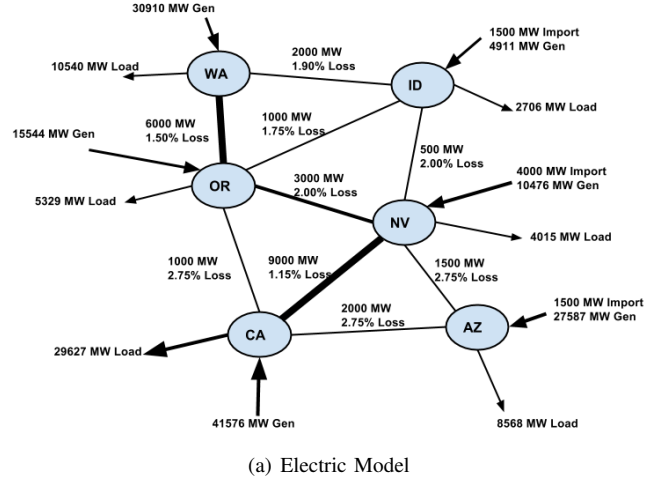 30910 MW Gen
1500 MW Import
4911 MW Gen
2000 MW
1.90% Loss
10540 MW Load
WA
ID
2706 MW Load
6000 MW
1.50% Loss
1000 MW
1.75% Loss
15544 MW Gen
500 MW
2.00% Loss
4000 MW Import
10476 MW Gen
OR
3000 MW
2.00% Loss
5329 MW Load
NV
4015 MW Load
1000 MW
2.75% Loss
9000 MW
1.15% Loss
1500 MW
2.75% Loss
1500 MW Import
27587 MW Gen
2000 MW
2.75% Loss
CA
AZ
29627 MW Load
41576 MW Gen
8568 MW Load
(a) Electric Model